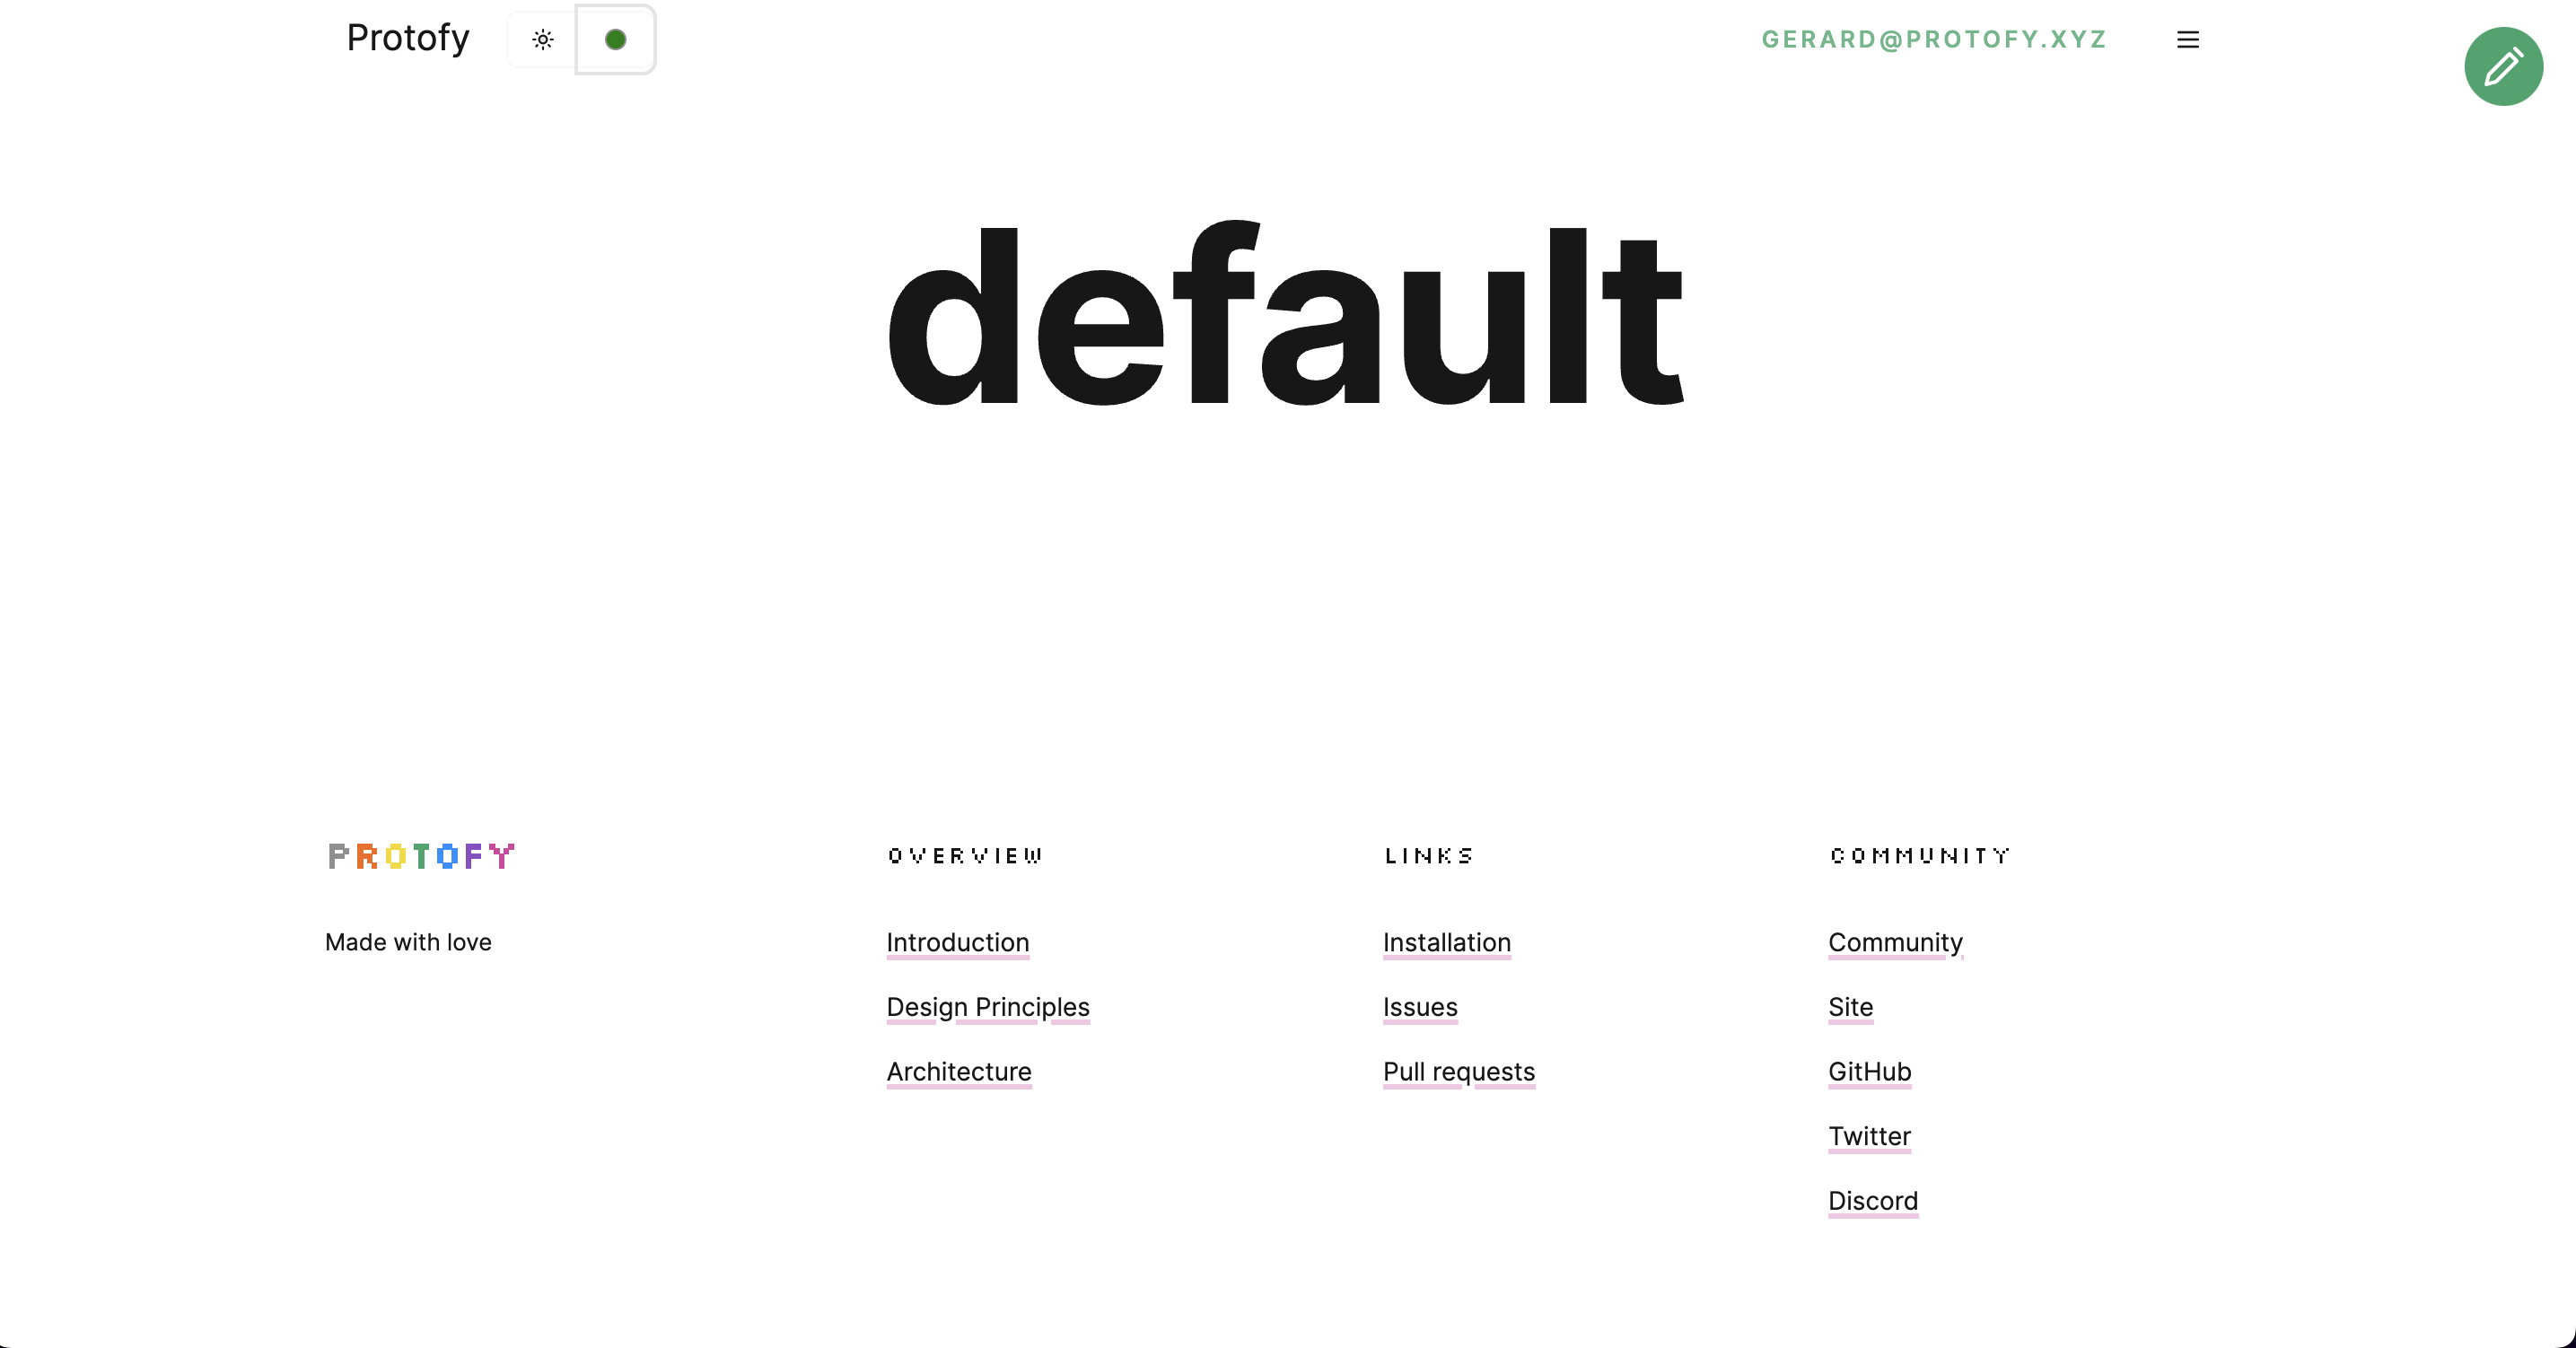 Protofy
GERARD@PROTOFY.XYZ
default
PROTOFY
Made with love
OVERVIEW
Introduction
Design Principles
Architecture
LINKS
Installation
Issues
Pull requests
COMMUNITY
Community
Site
GitHub
Twitter
Discord